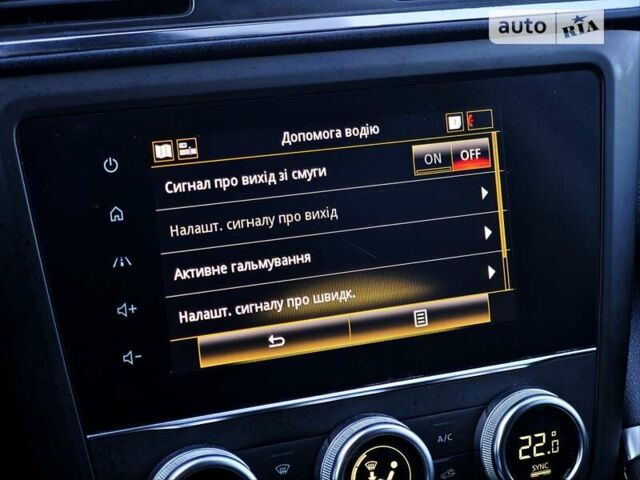 auto RIA
Допомога водію
Сигнал про вихід зі смуги
ON OFF
Налашт. сигналу про вихід
Активне гальмування
Налашт. сигналу про швидк.
A/C
22.0
SYNC